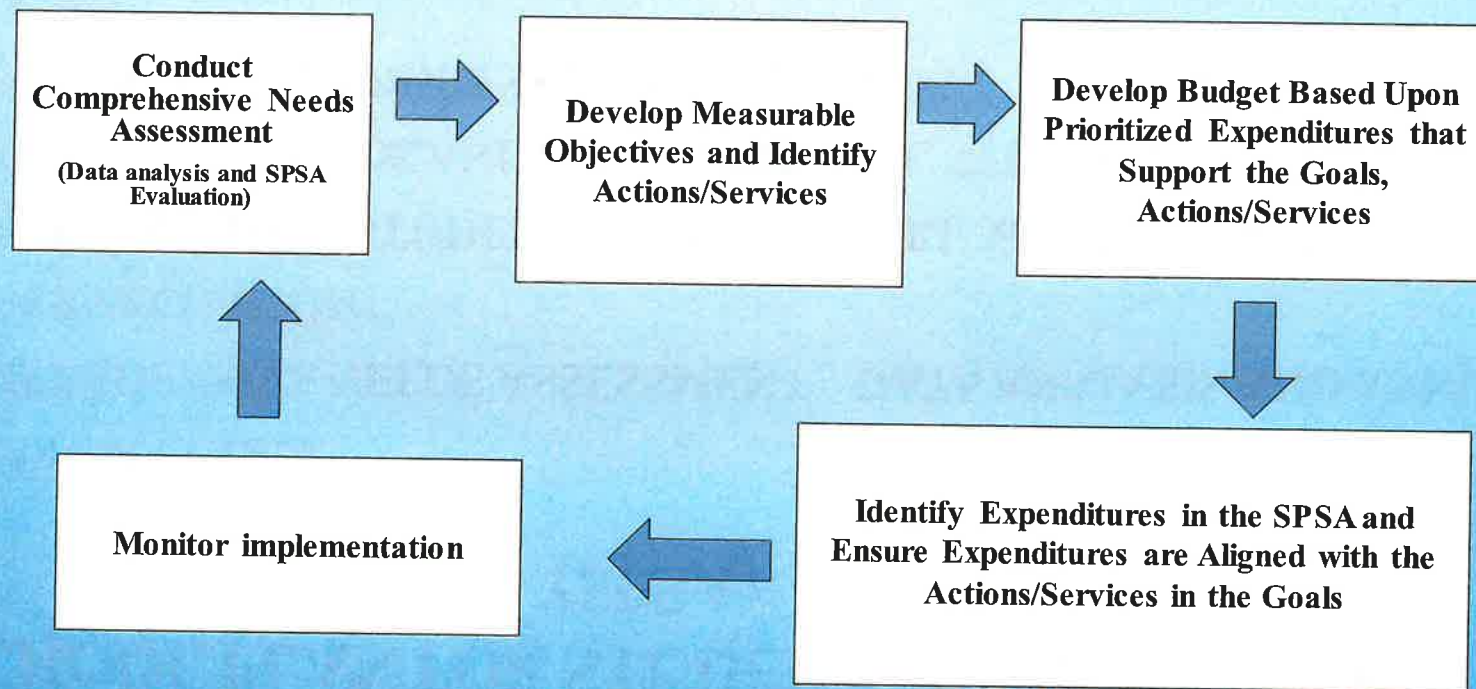 Conduct
Comprehensive Needs
Assessment
(Data analysis and SPSA
Evaluation)
Develop Measurable
Objectives and Identify
Actions/Services
Develop Budget Based Upon
Prioritized Expenditures that
Support the Goals,
Actions/Services
Identify Expenditures in the SPSA and
Ensure Expenditures are Aligned with the
Actions/Services in the Goals
Monitor implementation